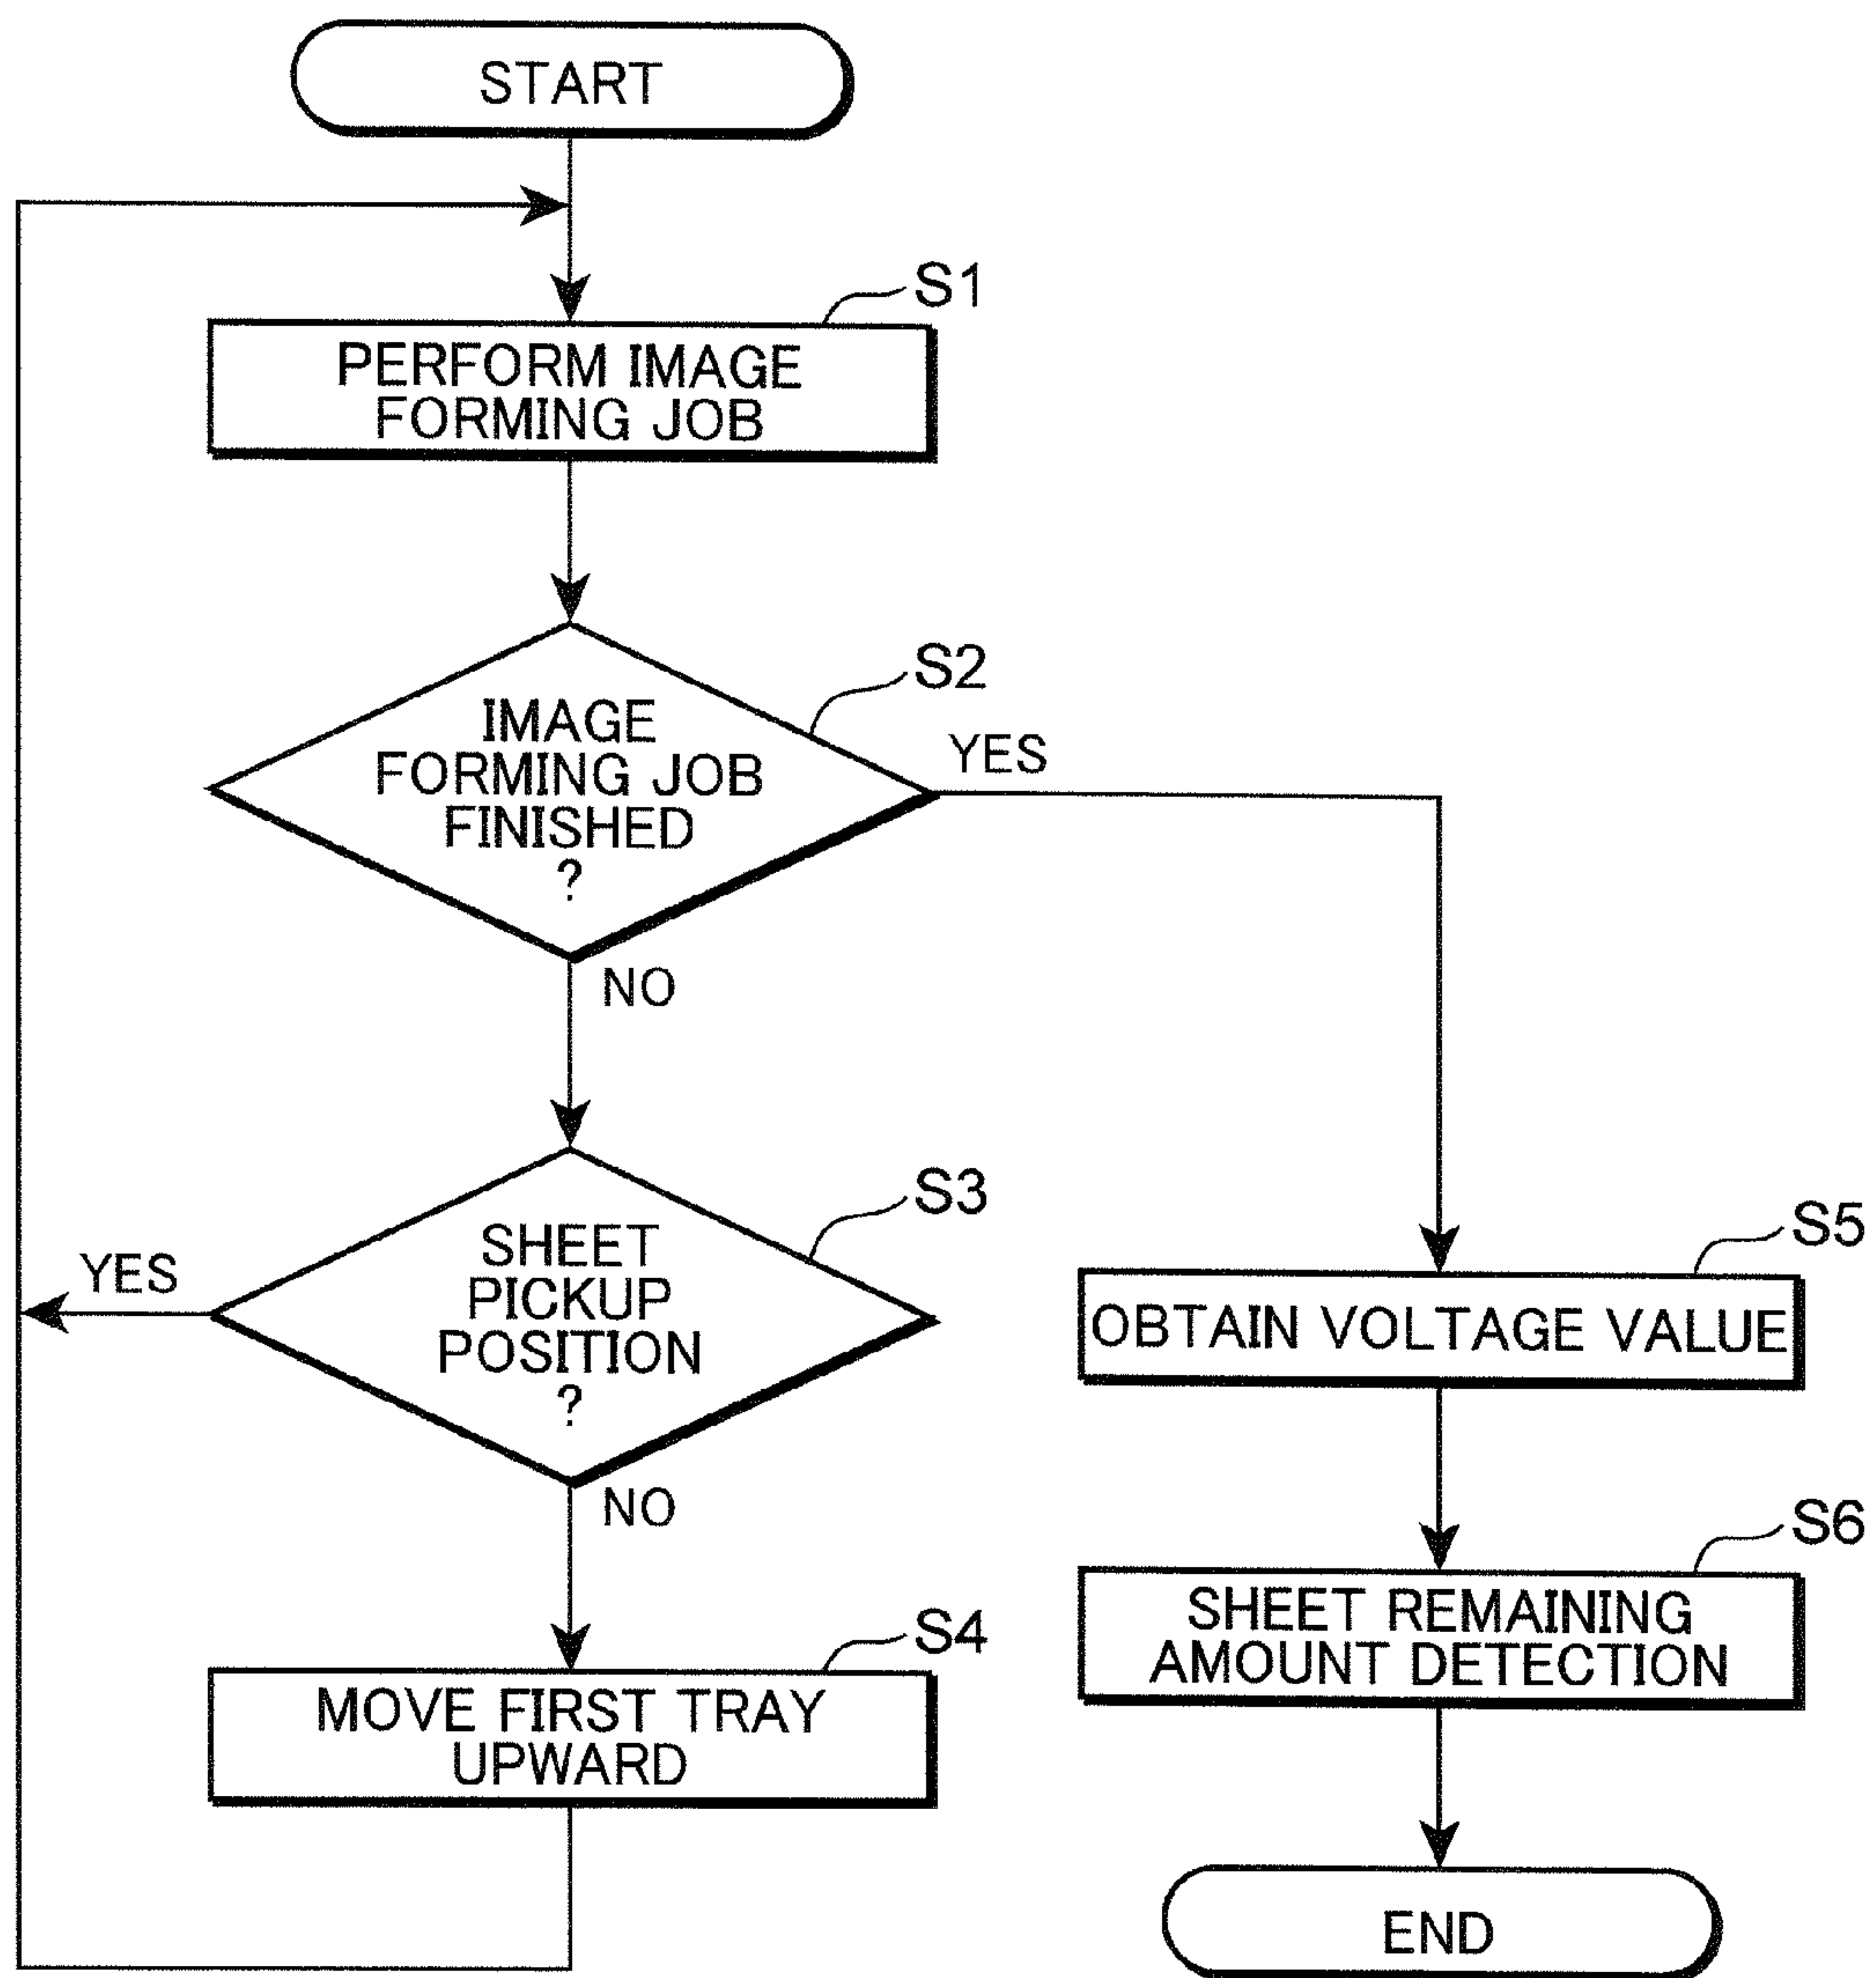 START
S1
PERFORM IMAGE
FORMING JOB
S2
IMAGE
FORMING JOB
FINISHED
?
YES
NO
S3
SHEET
PICKUP
POSITION
?
YES
NO
S4
MOVE FIRST TRAY
UPWARD
S5
OBTAIN VOLTAGE VALUE
S6
SHEET REMAINING
AMOUNT DETECTION
END